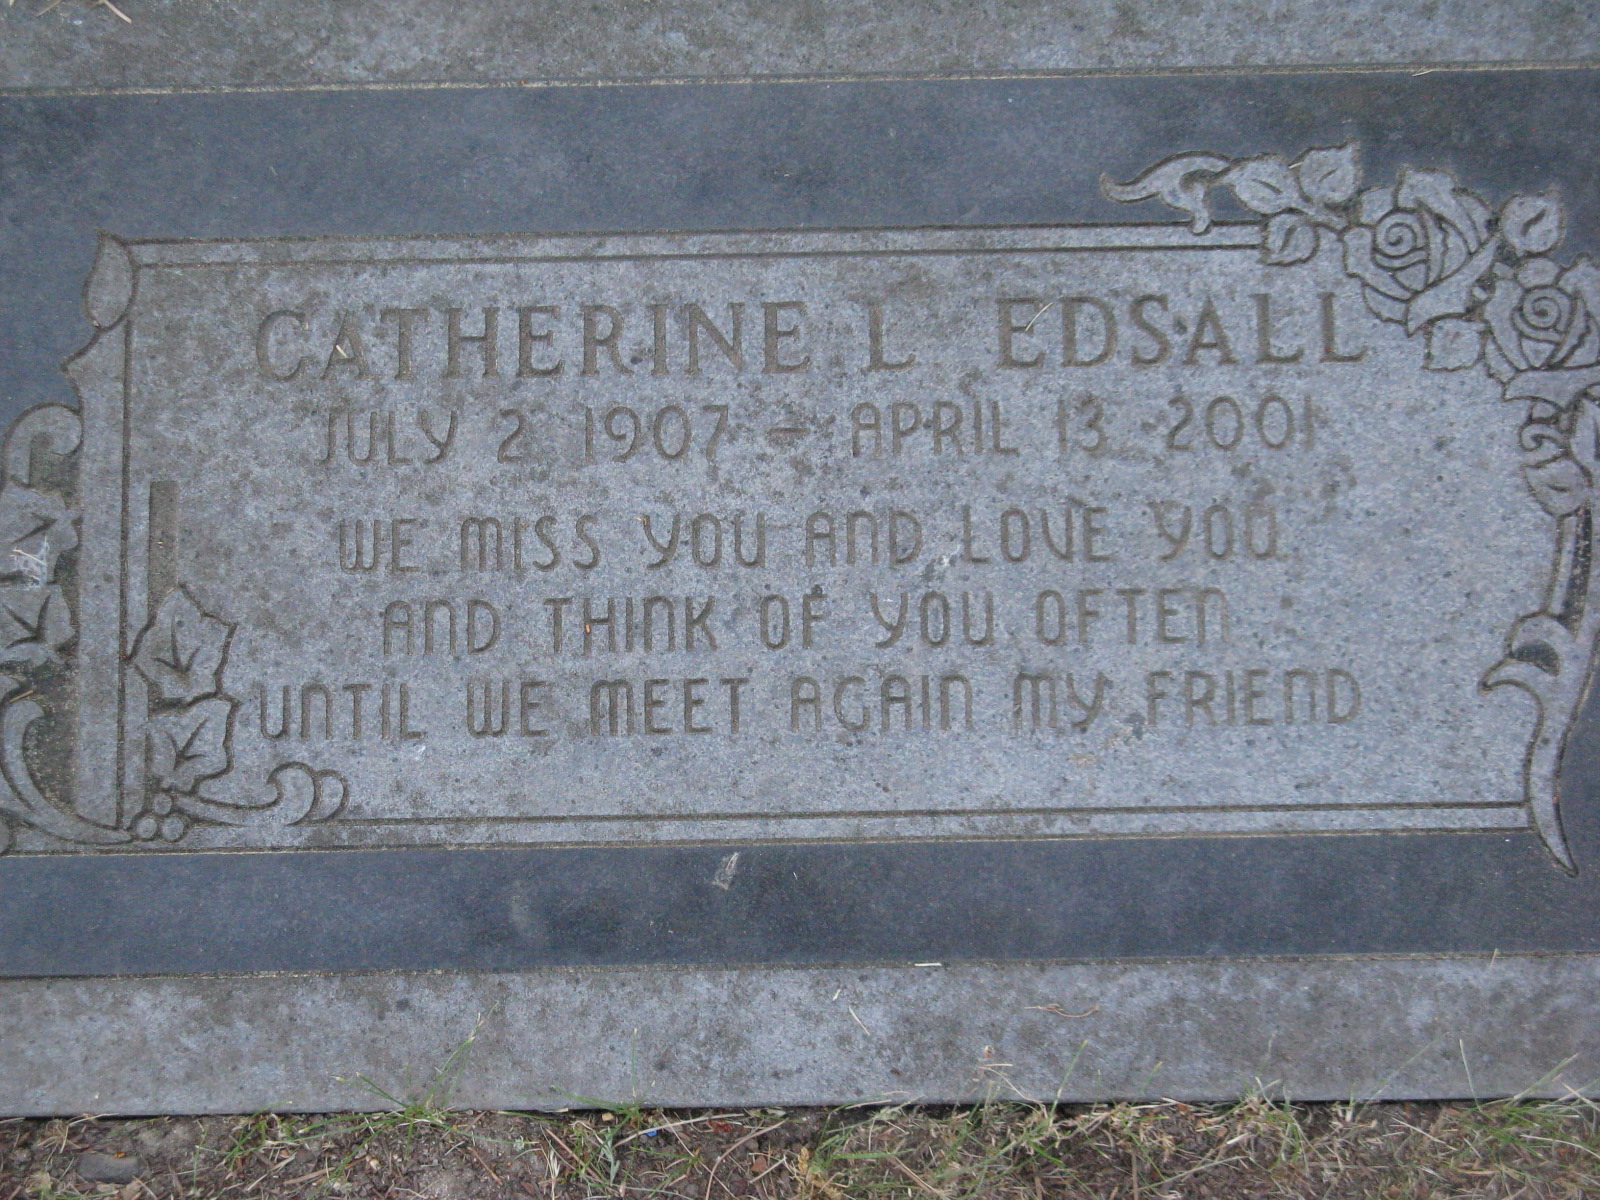 CATHERINE L. EDSALL
JULY 2, 1907 - APRIL 13, 2001
WE MISS YOU AND LOVE YOU
AND THINK OF YOU OFTEN
UNTIL WE MEET AGAIN MY FRIEND